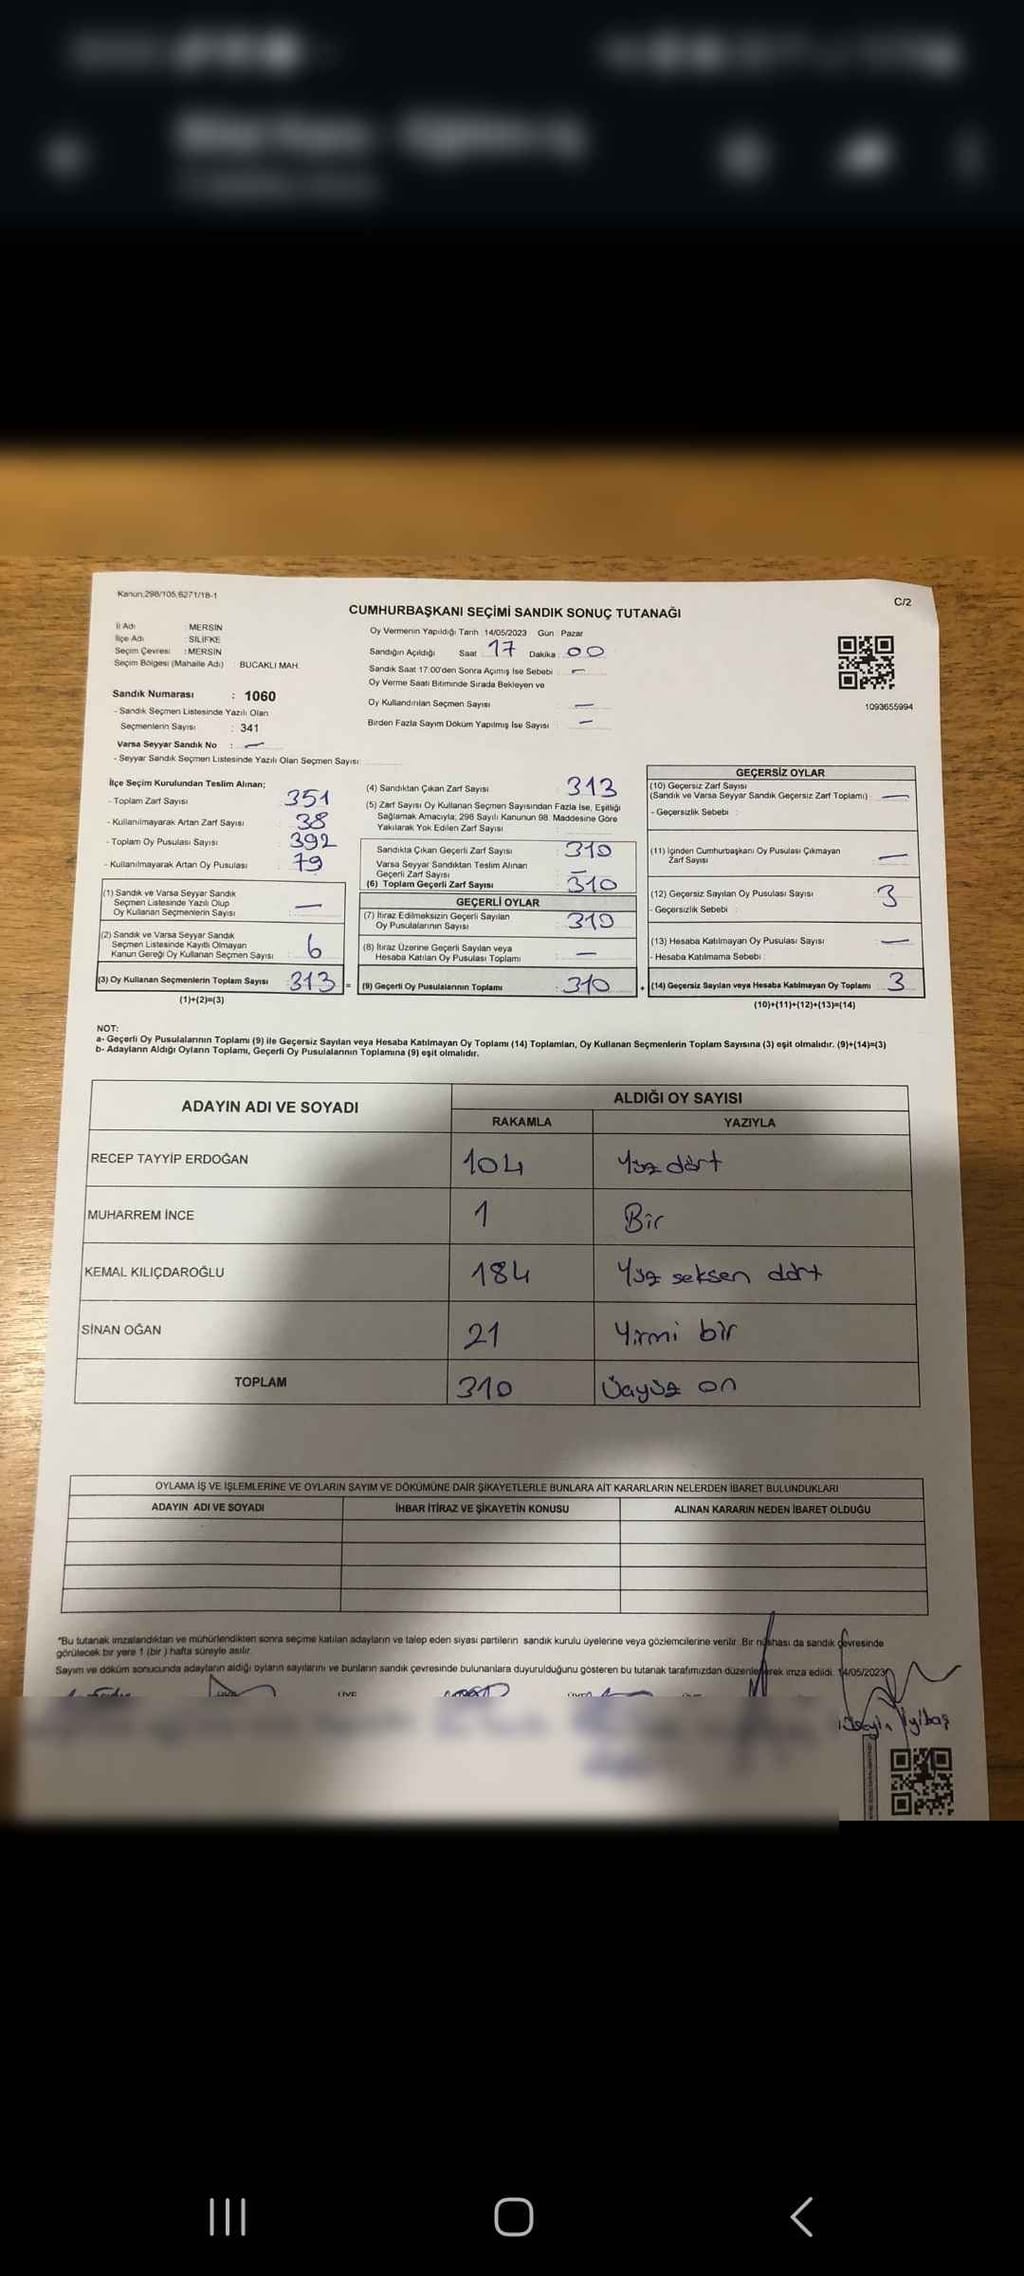 Kanun,298/105,6271/18-1
C/2
CUMHURBAŞKANI SEÇİMİ SANDIK SONUÇ TUTANAĞI
İl Adı : MERSİN
İlçe Adı : SİLİFKE
Seçim Çevresi : MERSİN
Seçim Bölgesi (Mahalle Adı) BUCAKLI MAH.
Sandık Numarası : 1060
- Sandık Seçmen Listesinde Yazılı Olan
Seçmenlerin Sayısı : 341
Varsa Seyyar Sandık No : —
- Seyyar Sandık Seçmen Listesinde Yazılı Olan Seçmen Sayısı:
Oy Vermenin Yapıldığı Tarih 14/05/2023 Gün Pazar
Sandığın Açıldığı Saat 17 Dakika 00
Sandık Saat 17:00'den Sonra Açımış İse Sebebi —
Oy Verme Saati Bitiminde Sırada Bekleyen ve
Oy Kullandırılan Seçmen Sayısı —
Birden Fazla Sayım Döküm Yapılmış İse Sayısı —
1093655994
İlçe Seçim Kurulundan Teslim Alınan;
- Toplam Zarf Sayısı 351
- Kullanılmayarak Artan Zarf Sayısı 38
- Toplam Oy Pusulası Sayısı 392
- Kullanılmayarak Artan Oy Pusulası 79
(1) Sandık ve Varsa Seyyar Sandık
Seçmen Listesinde Yazılı Olup
Oy Kullanan Seçmenlerin Sayısı —
(2) Sandık ve Varsa Seyyar Sandık
Seçmen Listesinde Kayıtlı Olmayan
Kanun Gereği Oy Kullanan Seçmen Sayısı 6
(3) Oy Kullanan Seçmenlerin Toplam Sayısı 313 =
(1)+(2)=(3)
(4) Sandıktan Çıkan Zarf Sayısı 313
(5) Zarf Sayısı Oy Kullanan Seçmen Sayısından Fazla İse, Eşitliği
Sağlamak Amacıyla; 298 Sayılı Kanunun 98. Maddesine Göre
Yakılarak Yok Edilen Zarf Sayısı
Sandıkta Çıkan Geçerli Zarf Sayısı : 310
Varsa Seyyar Sandıktan Teslim Alınan
Geçerli Zarf Sayısı —
(6) Toplam Geçerli Zarf Sayısı 310
GEÇERLİ OYLAR
(7) İtiraz Edilmeksizin Geçerli Sayılan
Oy Pusulalarının Sayısı : 310
(8) İtiraz Üzerine Geçerli Sayılan veya
Hesaba Katılan Oy Pusulası Toplamı : —
(9) Geçerli Oy Pusulalarının Toplamı : 310 +
GEÇERSİZ OYLAR
(10) Geçersiz Zarf Sayısı
(Sandık ve Varsa Seyyar Sandık Geçersiz Zarf Toplamı) —
- Geçersizlik Sebebi :
(11) İçinden Cumhurbaşkanı Oy Pusulası Çıkmayan
Zarf Sayısı —
(12) Geçersiz Sayılan Oy Pusulası Sayısı 3
- Geçersizlik Sebebi :
(13) Hesaba Katılmayan Oy Pusulası Sayısı —
- Hesaba Katılmama Sebebi :
(14) Geçersiz Sayılan veya Hesaba Katılmayan Oy Toplamı 3
(10)+(11)+(12)+(13)=(14)
NOT:
a- Geçerli Oy Pusulalarının Toplamı (9) ile Geçersiz Sayılan veya Hesaba Katılmayan Oy Toplamı (14) Toplamları, Oy Kullanan Seçmenlerin Toplam Sayısına (3) eşit olmalıdır. (9)+(14)=(3)
b- Adayların Aldığı Oyların Toplamı, Geçerli Oy Pusulalarının Toplamına (9) eşit olmalıdır.
ADAYIN ADI VE SOYADI
ALDIĞI OY SAYISI
RAKAMLA YAZIYLA
RECEP TAYYİP ERDOĞAN 104 Yüz dört
MUHARREM İNCE 1 Bir
KEMAL KILIÇDAROĞLU 184 Yüz seksen dört
SİNAN OĞAN 21 Yirmi bir
TOPLAM 310 Üçyüz on
OYLAMA İŞ VE İŞLEMLERİNE VE OYLARIN SAYIM VE DÖKÜMÜNE DAİR ŞİKAYETLERLE BUNLARA AİT KARARLARIN NELERDEN İBARET BULUNDUKLARI
ADAYIN ADI VE SOYADI İHBAR İTİRAZ VE ŞİKAYETİN KONUSU ALINAN KARARIN NEDEN İBARET OLDUĞU
*Bu tutanak imzalandıktan ve mühürlendikten sonra seçime katılan adayların ve talep eden siyasi partilerin sandık kurulu üyelerine veya gözlemcilerine verilir. Bir nüshası da sandık çevresinde
görülecek bir yere 1 (bir) hafta süreyle asılır.
Sayım ve döküm sonucunda adayların aldığı oyların sayılarını ve bunların sandık çevresinde bulunanlara duyurulduğunu gösteren bu tutanak tarafımızdan düzenlenerek imza edildi. 14/05/2023